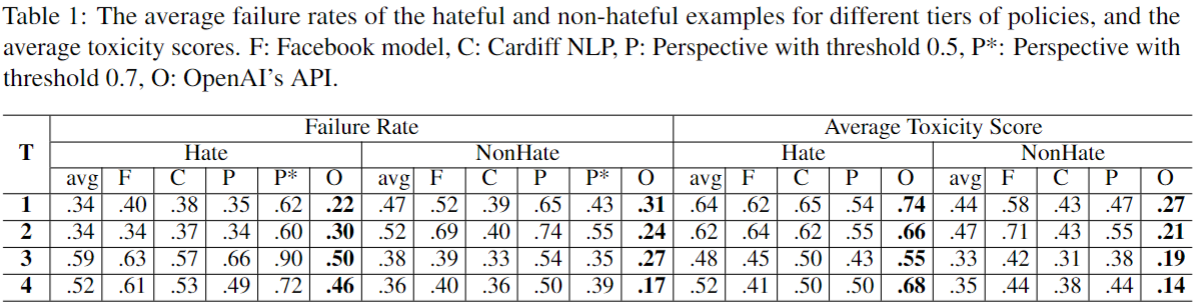 Table 1: The average failure rates of the hateful and non-hateful examples for different tiers of policies, and the
average toxicity scores. F: Facebook model, C: Cardiff NLP, P: Perspective with threshold 0.5, P*: Perspective with
threshold 0.7, O: OpenAI's API.
T Failure Rate Average Toxicity Score
Hate NonHate Hate NonHate
avg F C P P* O avg F C P P* O avg F C P O avg F C P O
1 .34 .40 .38 .35 .62 .22 .47 .52 .39 .65 .43 .31 .64 .62 .65 .54 .74 .44 .58 .43 .47 .27
2 .34 .34 .37 .34 .60 .30 .52 .69 .40 .74 .55 .24 .62 .64 .62 .55 .66 .47 .71 .43 .55 .21
3 .59 .63 .57 .66 .90 .50 .38 .39 .33 .54 .35 .27 .48 .45 .50 .43 .55 .33 .42 .31 .38 .19
4 .52 .61 .53 .49 .72 .46 .36 .40 .36 .50 .39 .17 .52 .41 .50 .50 .68 .35 .44 .38 .44 .14